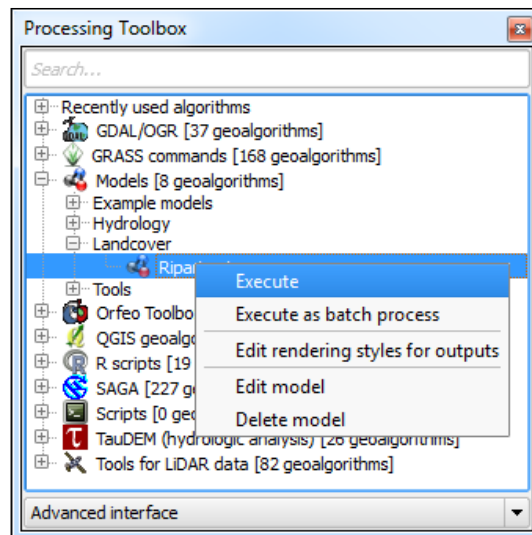 Processing Toolbox
Search...
Recently used algorithms
GDAL/OGR [37 geoalgorithms]
GRASS commands [168 geoalgorithms]
Models [8 geoalgorithms]
Example models
Hydrology
Landcover
Execute
Tools
Execute as batch process
Orfeo
QGIS
Edit rendering styles for outputs
R scripts [19
SAGA [227
Edit model
Scripts [0
Delete model
TauDEM (hydrologic analysis) [26 geoalgorithms]
Tools for LiDAR data [82 geoalgorithms]
Advanced interface